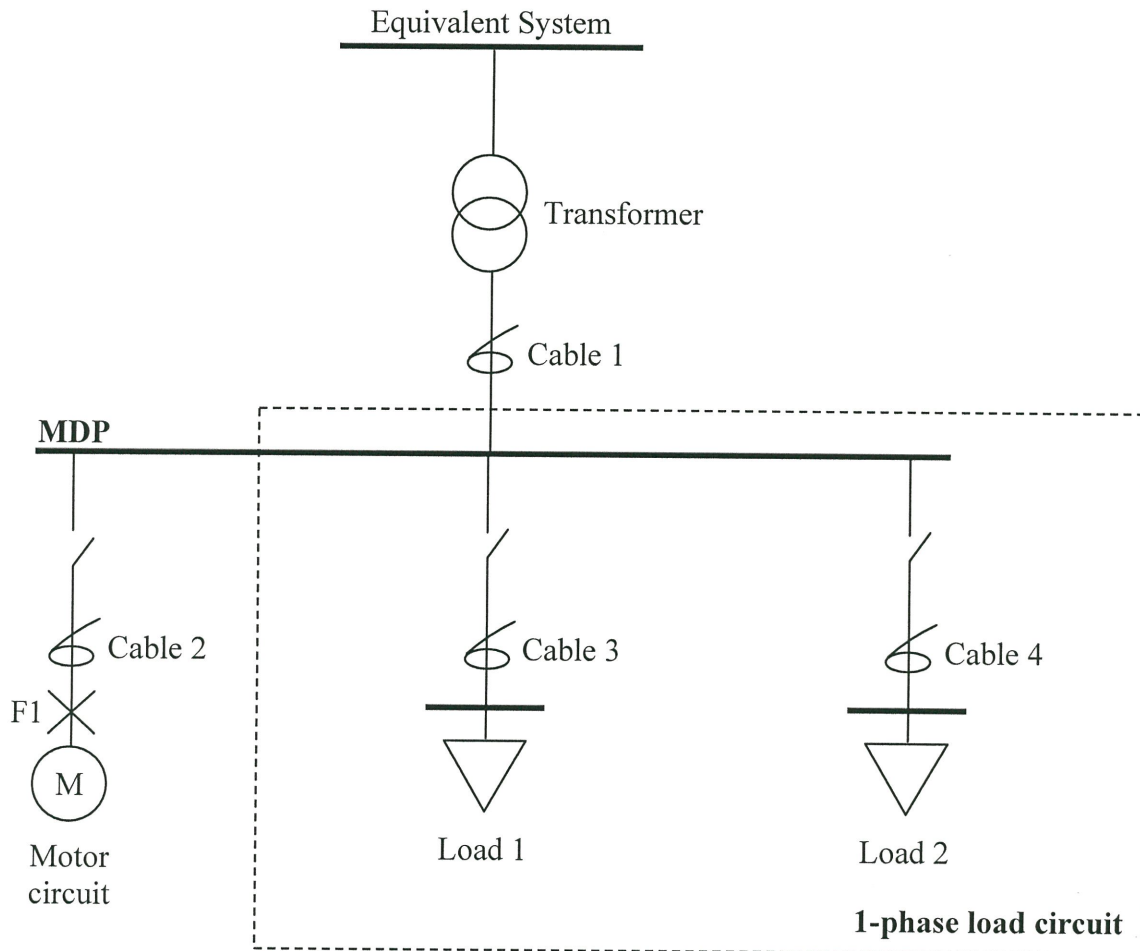 Equivalent System
Transformer
Cable 1
MDP
Cable 2
Cable 3
Cable 4
F1
M
Motor
circuit
Load 1
Load 2
1-phase load circuit